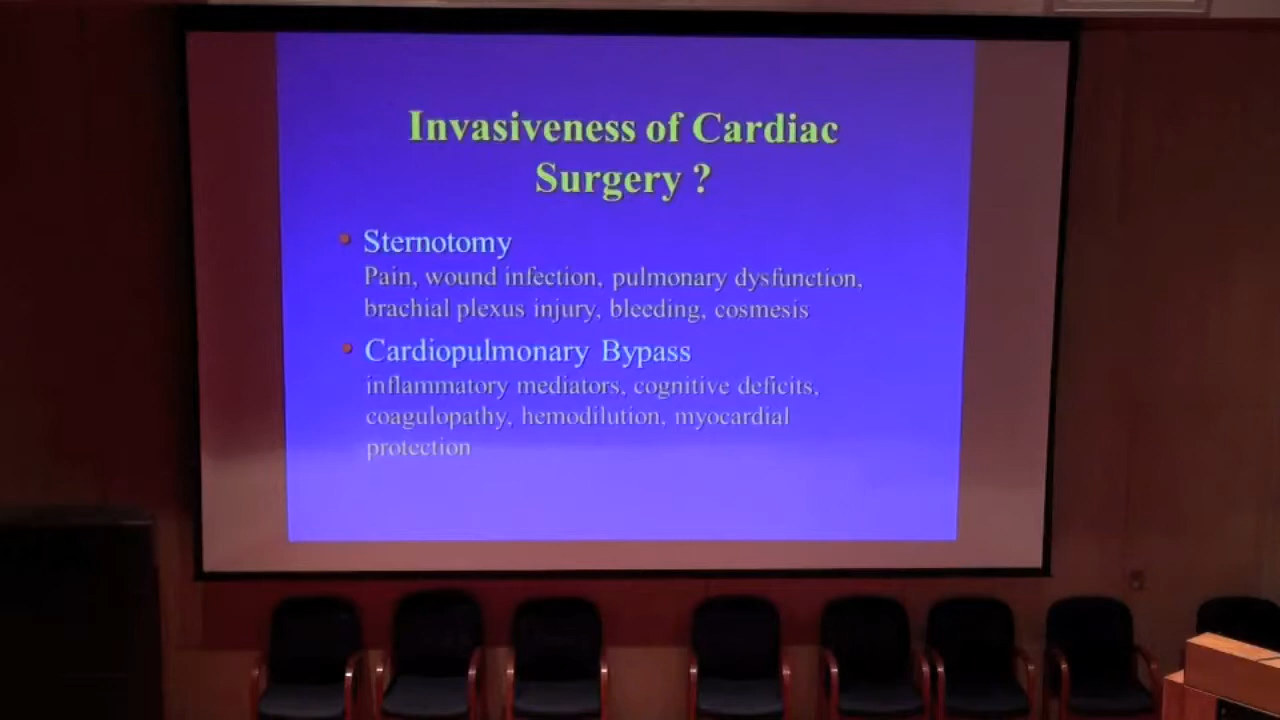 Invasiveness of Cardiac
Surgery ?
• Sternotomy
Pain, wound infection, pulmonary dysfunction,
brachial plexus injury, bleeding, cosmesis
• Cardiopulmonary Bypass
inflammatory mediators, cognitive deficits,
coagulopathy, hemodilution, myocardial
protection